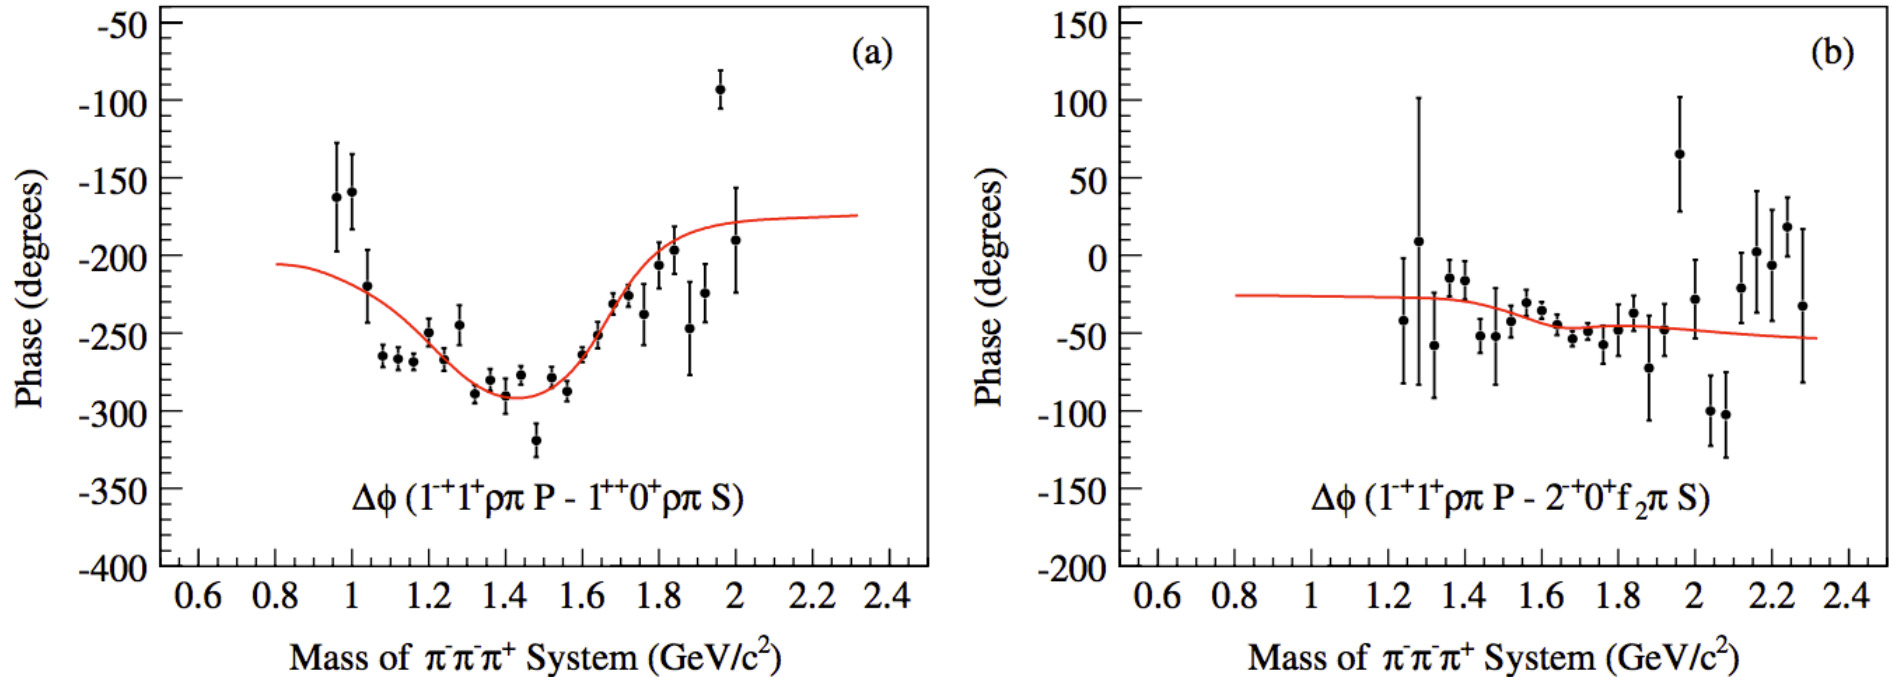 (a)
Phase (degrees)
-50
-100
-150
-200
-250
-300
-350
-400
Δϕ (1⁻⁺1⁺ρπ P - 1⁺⁺0⁺ρπ S)
0.6 0.8 1 1.2 1.4 1.6 1.8 2 2.2 2.4
Mass of π⁻π⁻π⁺ System (GeV/c²)
(b)
Phase (degrees)
150
100
50
0
-50
-100
-150
-200
Δϕ (1⁻⁺1⁺ρπ P - 2⁻⁺0⁺f₂π S)
0.6 0.8 1 1.2 1.4 1.6 1.8 2 2.2 2.4
Mass of π⁻π⁻π⁺ System (GeV/c²)